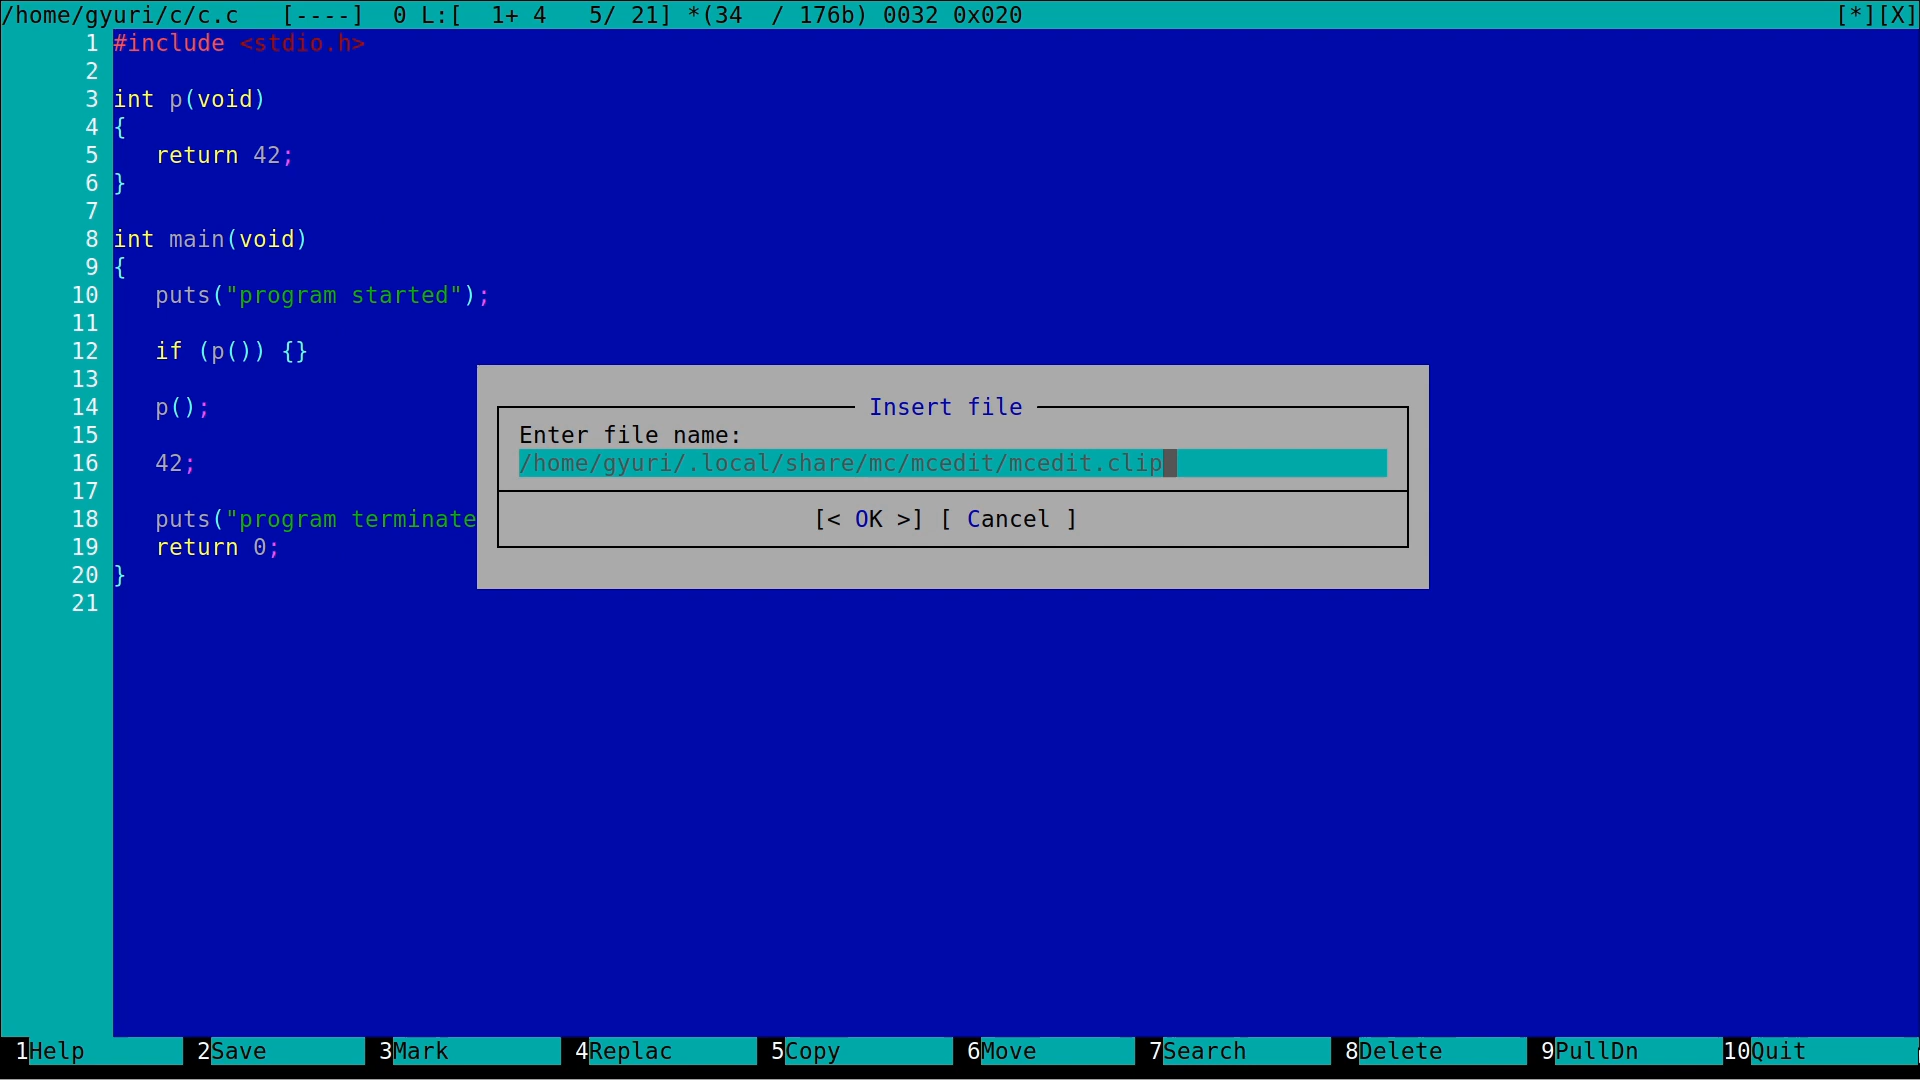 /home/gyuri/c/c.c   [----]  0 L:[  1+ 4   5/ 21] *(34  / 176b) 0032 0x020 [*][X]
1 #include <stdio.h>
2
3 int p(void)
4 {
5    return 42;
6 }
7
8 int main(void)
9 {
10    puts("program started");
11
12    if (p()) {}
13
14    p();
15
16    42;
17
18    puts("program terminate
19    return 0;
20 }
21
Insert file
Enter file name:
/home/gyuri/.local/share/mc/mcedit/mcedit.clip
[< OK >] [ Cancel ]
1Help 2Save 3Mark 4Replac 5Copy 6Move 7Search 8Delete 9PullDn 10Quit